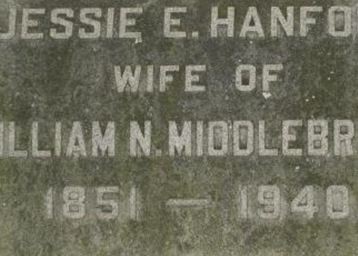 JESSIE E. HANFO
WIFE OF
ILLIAM N. MIDDLEBR
1851 — 1940